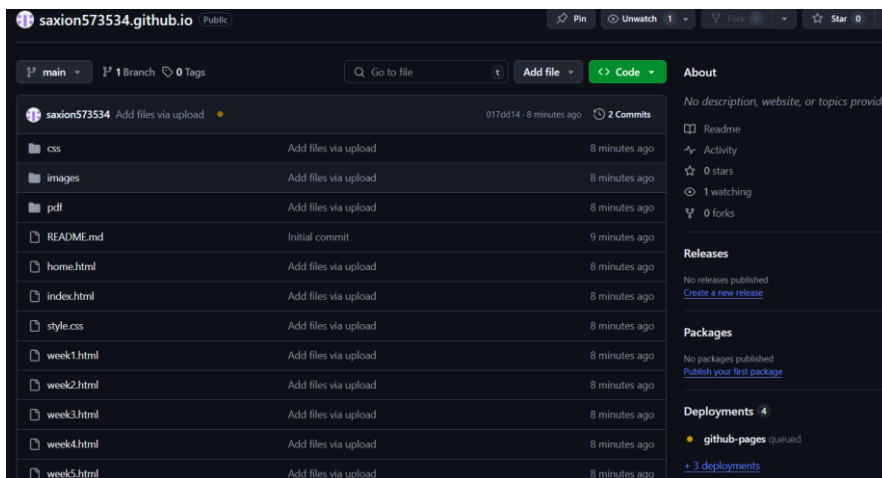 saxion573534.github.io Public
Pin Unwatch 1 Fork 0 Star 0
main 1 Branch 0 Tags Go to file t Add file Code
saxion573534 Add files via upload 017dd14 · 8 minutes ago 2 Commits
css Add files via upload 8 minutes ago
images Add files via upload 8 minutes ago
pdf Add files via upload 8 minutes ago
README.md Initial commit 9 minutes ago
home.html Add files via upload 8 minutes ago
index.html Add files via upload 8 minutes ago
style.css Add files via upload 8 minutes ago
week1.html Add files via upload 8 minutes ago
week2.html Add files via upload 8 minutes ago
week3.html Add files via upload 8 minutes ago
week4.html Add files via upload 8 minutes ago
week5.html Add files via upload 8 minutes ago
About
No description, website, or topics provid
Readme
Activity
0 stars
1 watching
0 forks
Releases
No releases published
Create a new release
Packages
No packages published
Publish your first package
Deployments 4
github-pages queued
+ 3 deployments